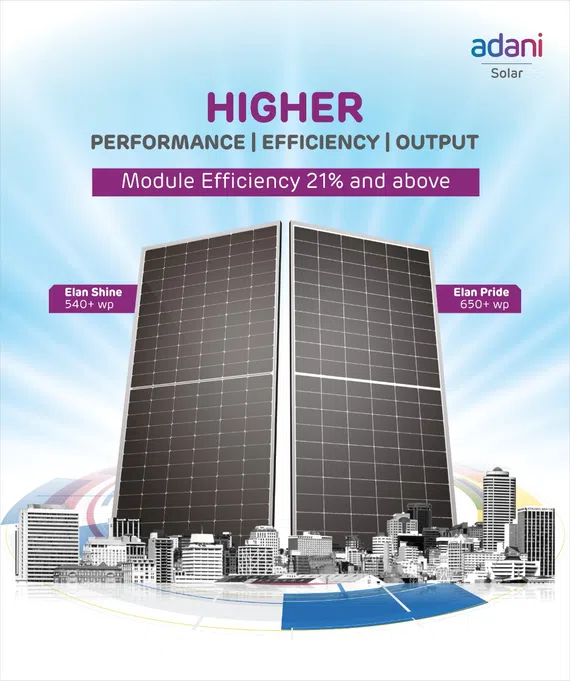 adani
Solar
HIGHER
PERFORMANCE | EFFICIENCY | OUTPUT
Module Efficiency 21% and above
Elan Shine
540+ wp
Elan Pride
650+ wp